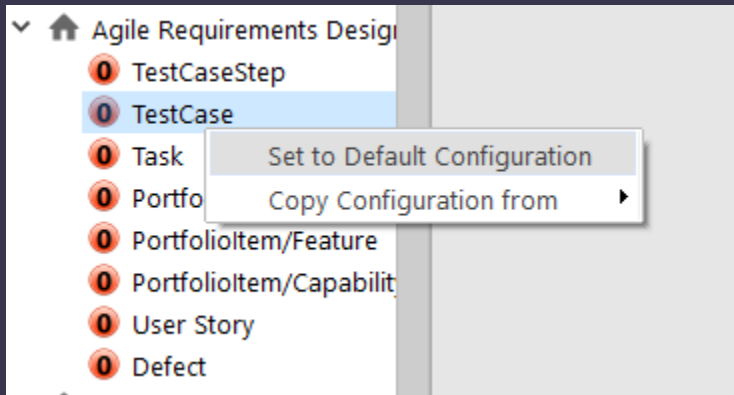 Agile Requirements Desig
0 TestCaseStep
0 TestCase
0 Task
Set to Default Configuration
0 Portfo
Copy Configuration from
0 PortfolioItem/Feature
0 PortfolioItem/Capabilit
0 User Story
0 Defect